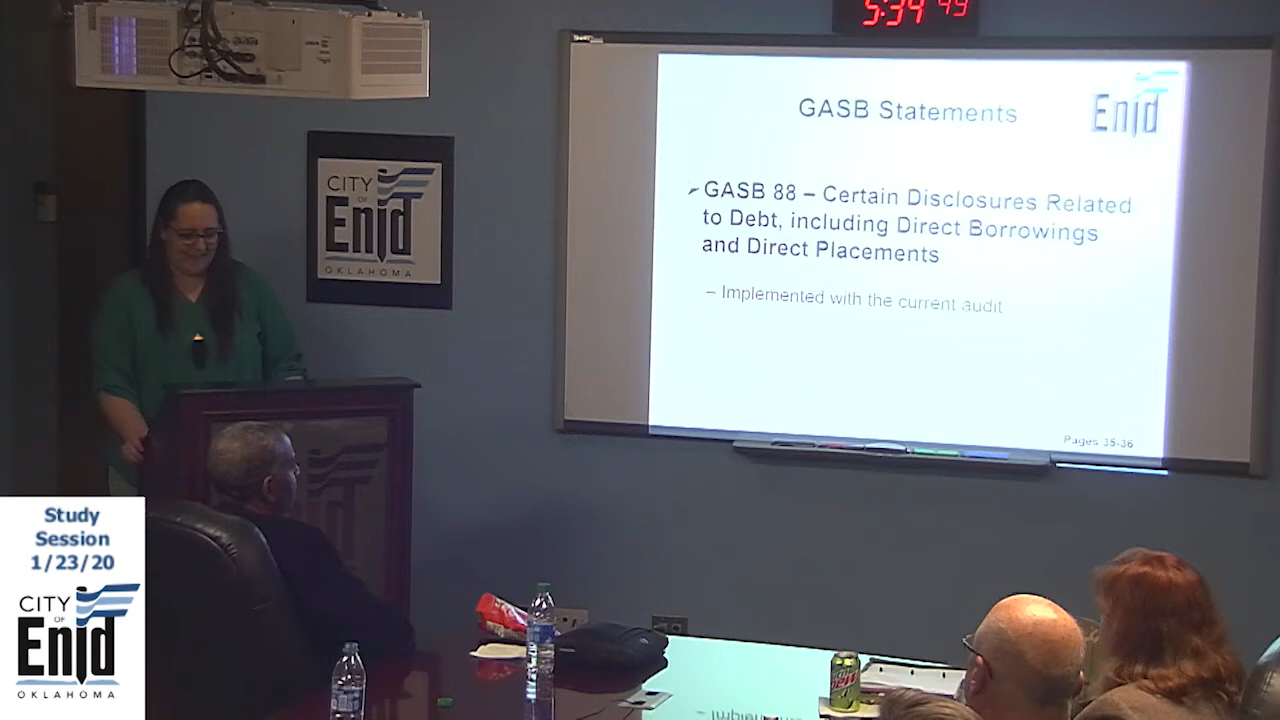 5:39 49
GASB Statements
Enid
GASB 88 – Certain Disclosures Related
to Debt, including Direct Borrowings
and Direct Placements
– Implemented with the current audit
Pages 35-36
CITY
OF
Enid
OKLAHOMA
Study
Session
1/23/20
CITY
OF
Enid
OKLAHOMA